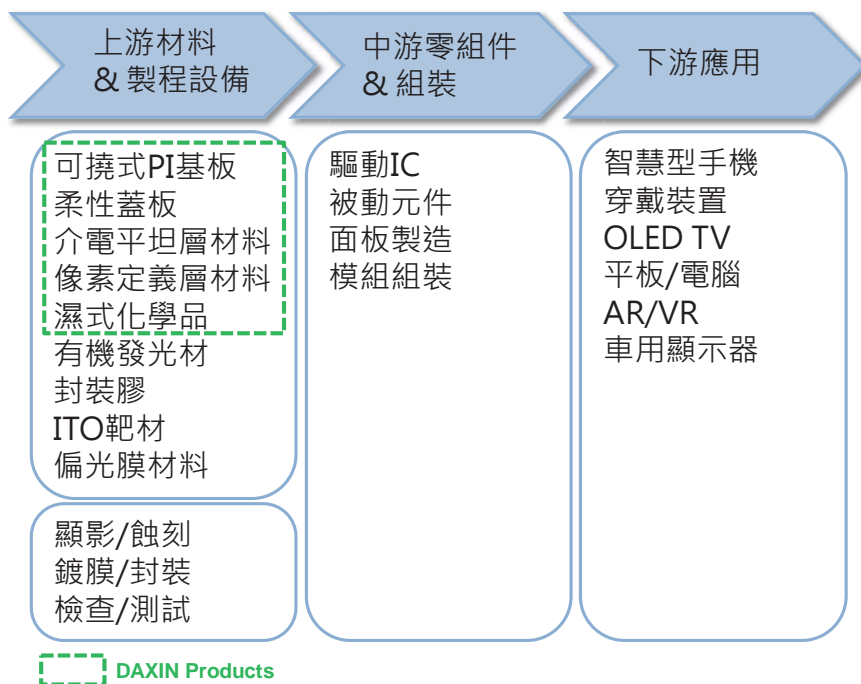 上游材料
& 製程設備
中游零組件
& 組裝
下游應用
可撓式PI基板
柔性蓋板
介電平坦層材料
像素定義層材料
濕式化學品
有機發光材
封裝膠
ITO靶材
偏光膜材料
顯影/蝕刻
鍍膜/封裝
檢查/測試
驅動IC
被動元件
面板製造
模組組裝
智慧型手機
穿戴裝置
OLED TV
平板/電腦
AR/VR
車用顯示器
DAXIN Products